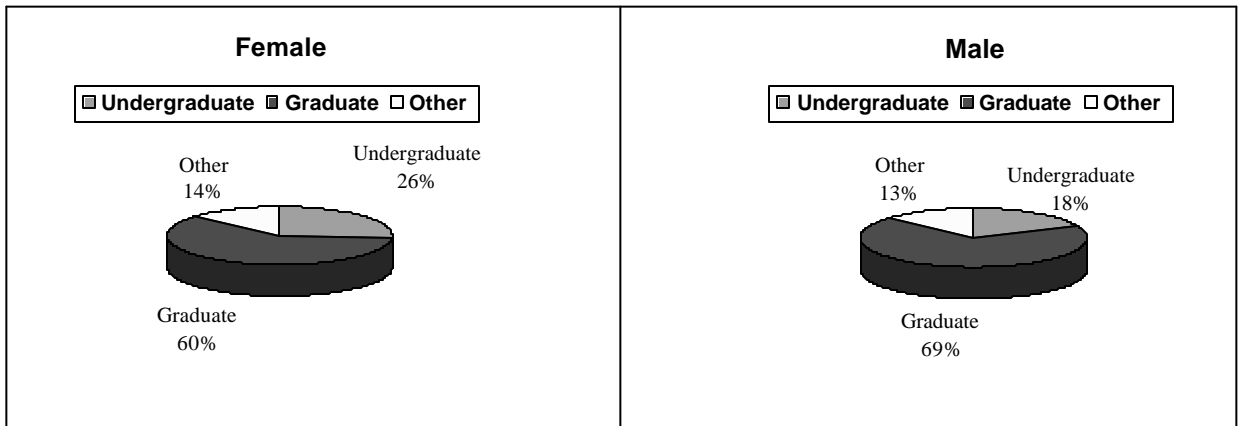 Female
Undergraduate Graduate Other
Other
14%
Undergraduate
26%
Graduate
60%
Male
Undergraduate Graduate Other
Other
13%
Undergraduate
18%
Graduate
69%